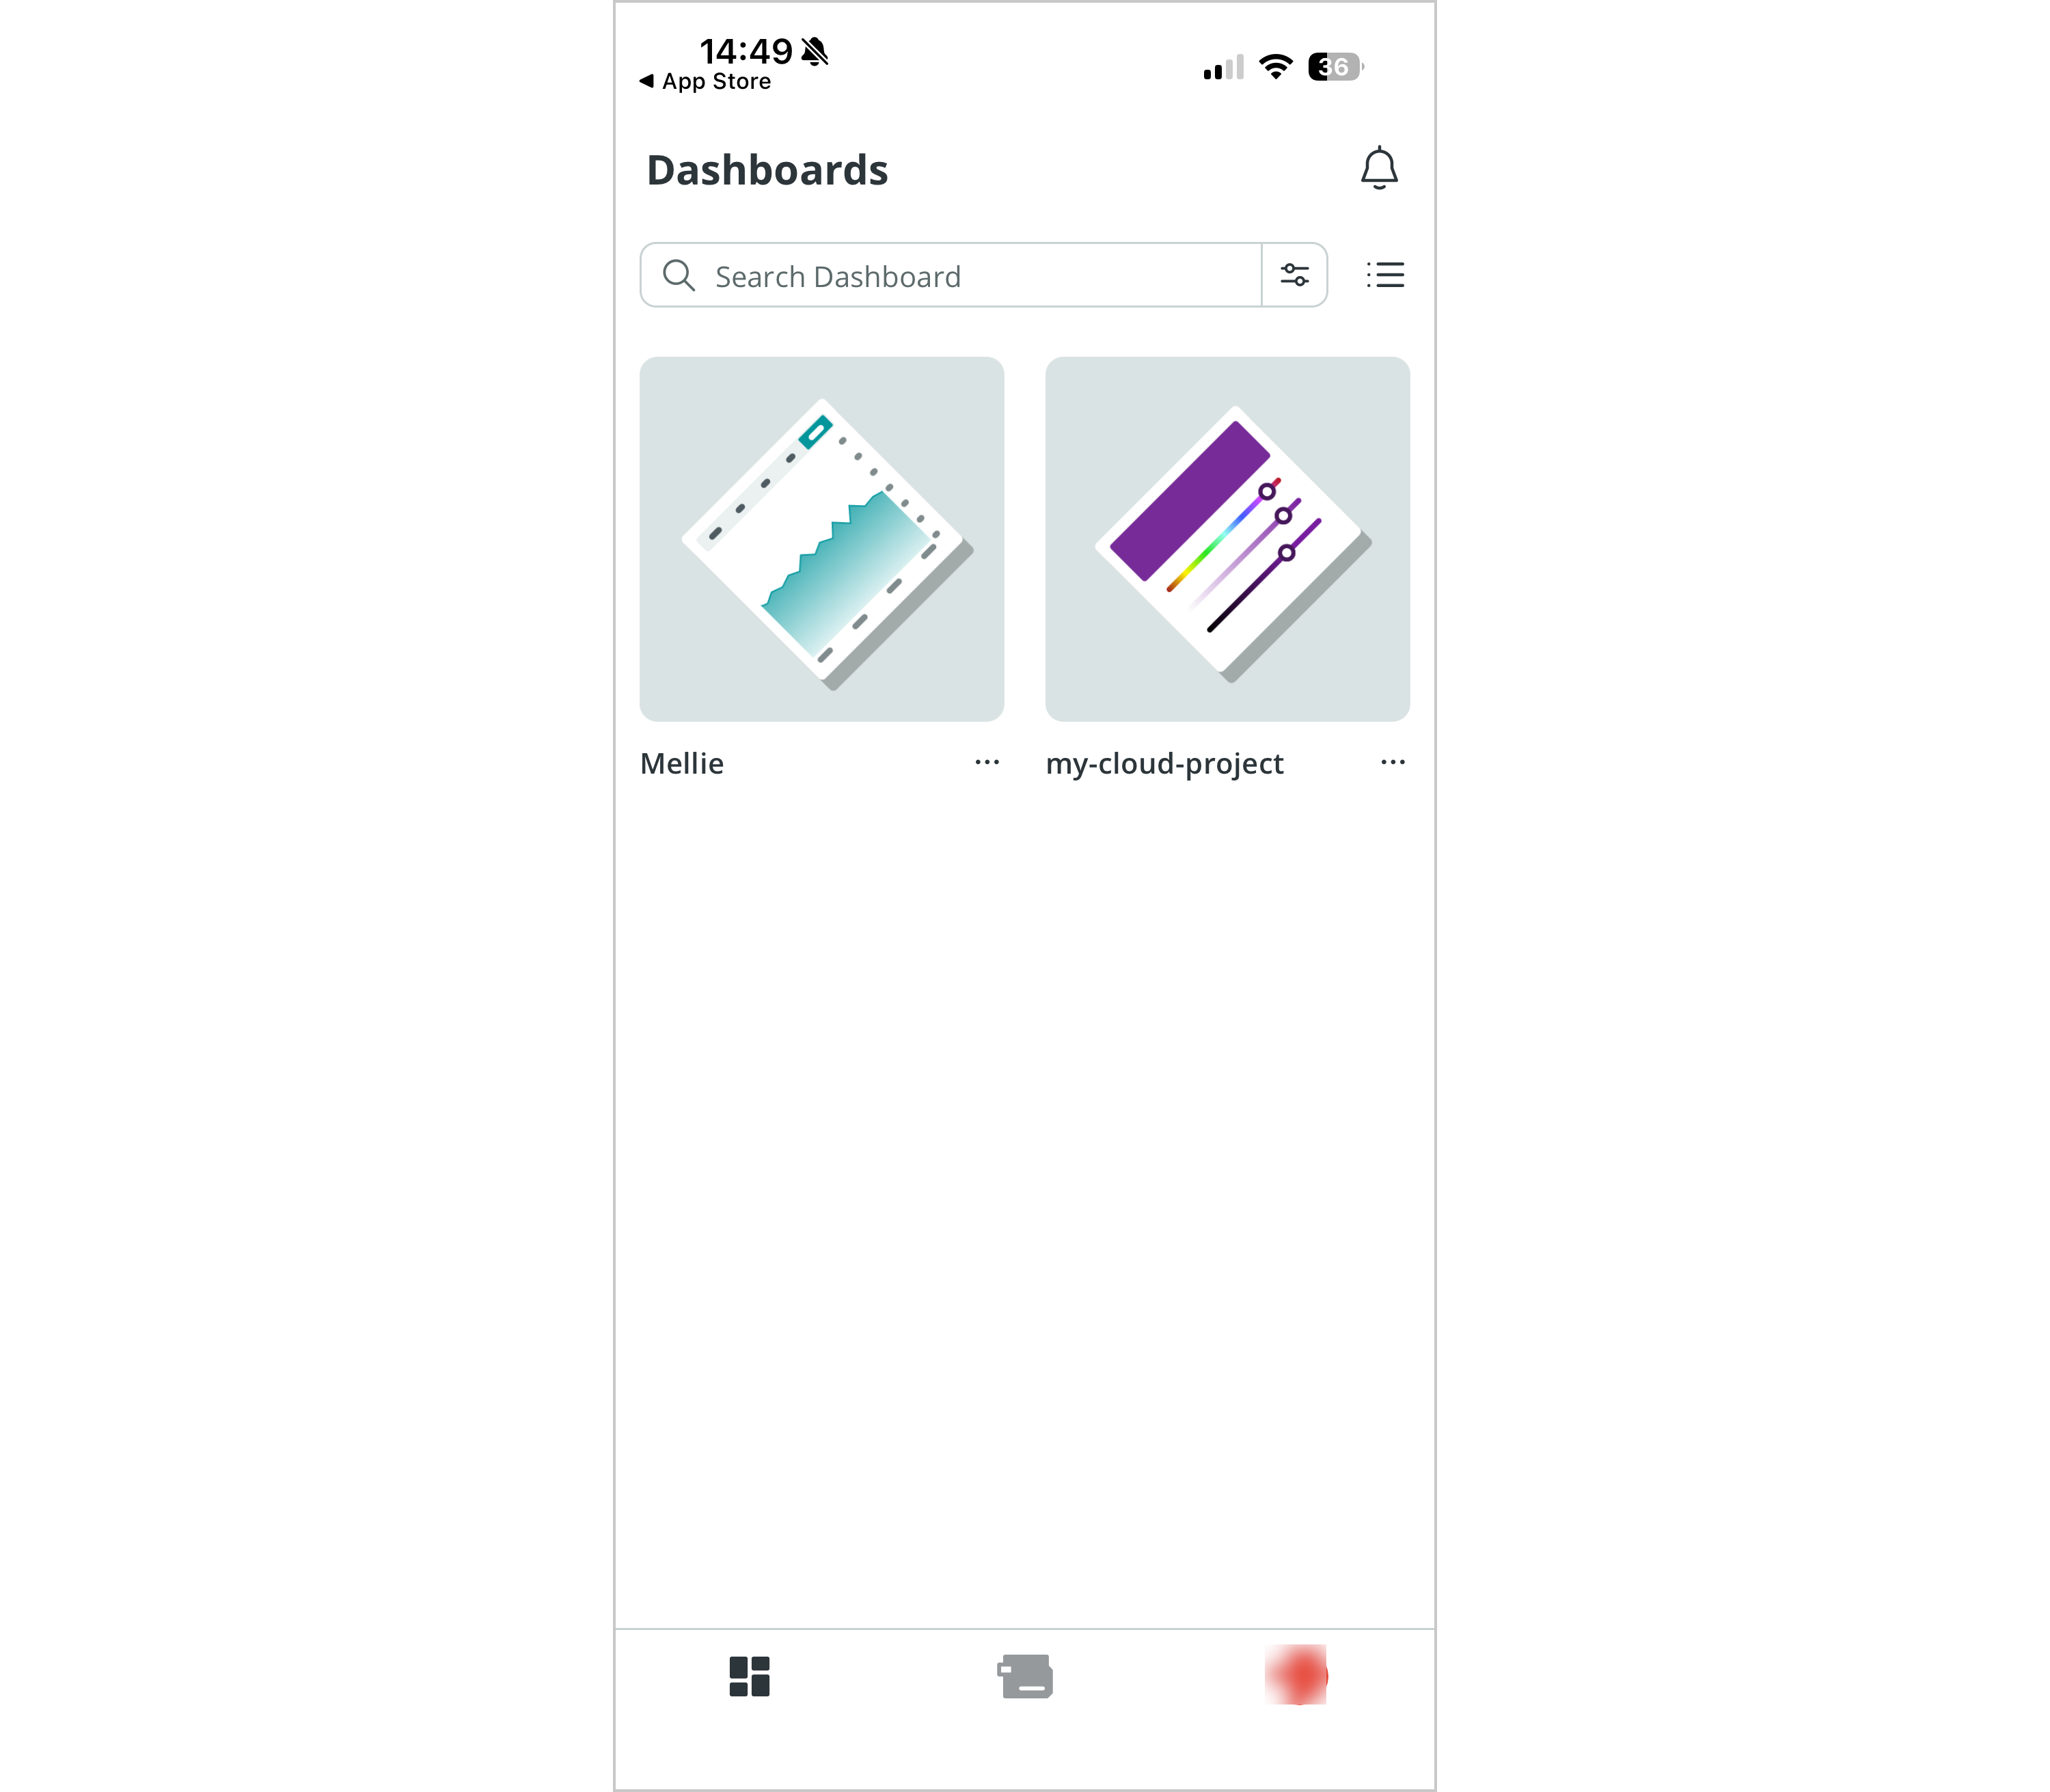 14:49
App Store
36
Dashboards
Search Dashboard
Mellie
my-cloud-project